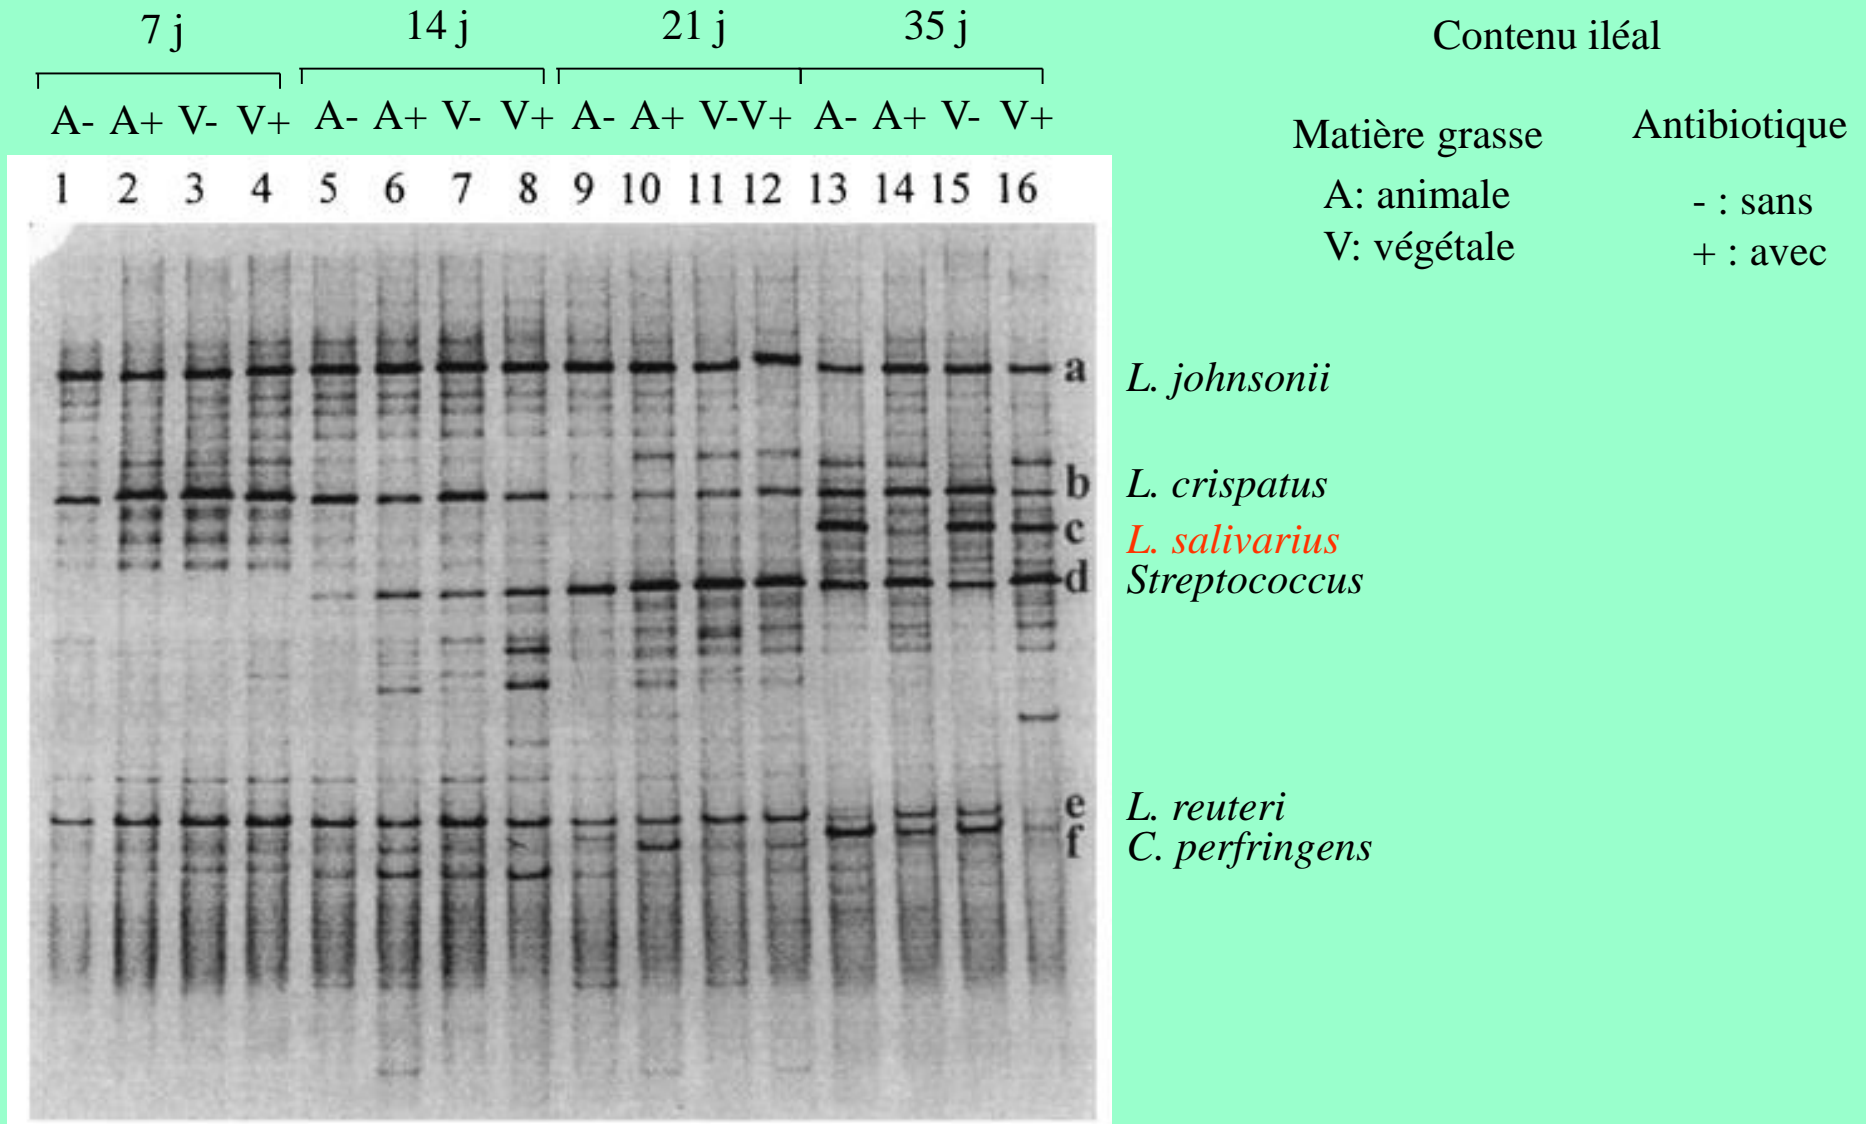 7 j 14 j 21 j 35 j
A- A+ V- V+ A- A+ V- V+ A- A+ V-V+ A- A+ V- V+
1 2 3 4 5 6 7 8 9 10 11 12 13 14 15 16
Contenu iléal
Matière grasse Antibiotique
A: animale - : sans
V: végétale + : avec
a L. johnsonii
b L. crispatus
c L. salivarius
d Streptococcus
e L. reuteri
f C. perfringens